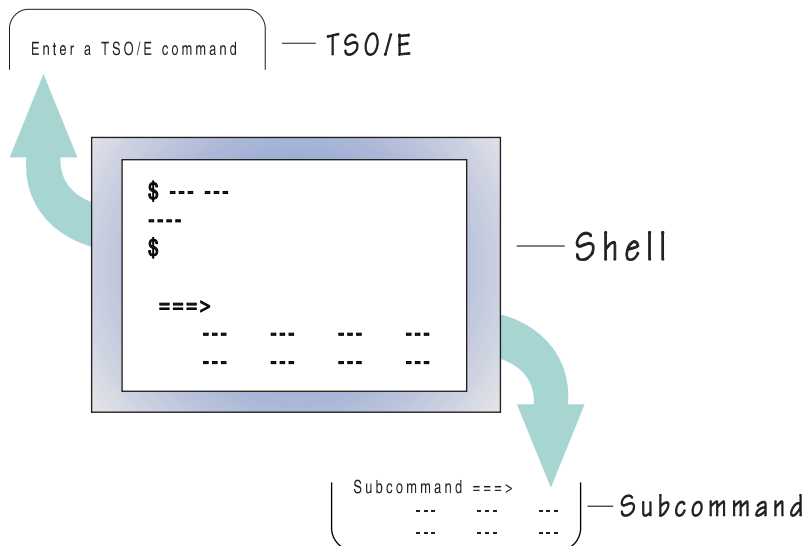 Enter a TSO/E command
TSO/E
$ --- ---
----
$
Shell
===>
--- --- --- ---
--- --- --- ---
Subcommand ===>
--- --- ---
Subcommand
--- --- ---